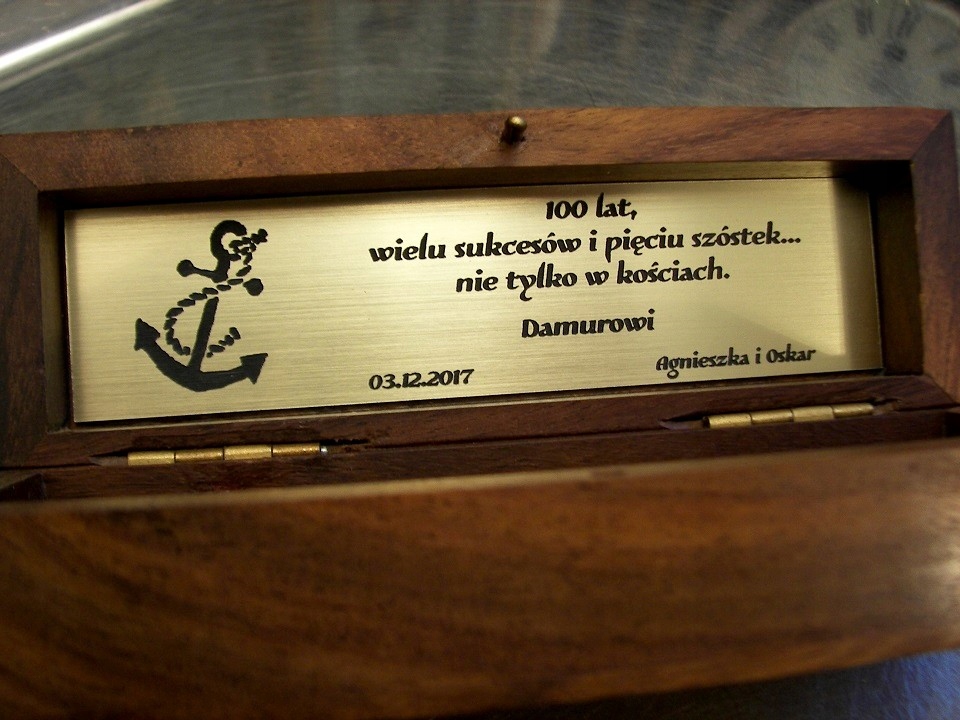 100 lat,
wielu sukcesów i pięciu szóstek...
nie tylko w kościach.
Damurowi
Agnieszka i Oskar
03.12.2017